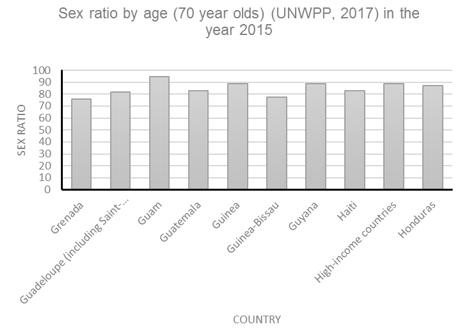 Sex ratio by age (70 year olds) (UNWPP, 2017) in the
year 2015
SEX RATIO
100
90
80
70
60
50
40
30
20
10
0
Grenada
Guadeloupe (including Saint-...
Guam
Guatemala
Guinea
Guinea-Bissau
Guyana
Haiti
High-income countries
Honduras
COUNTRY